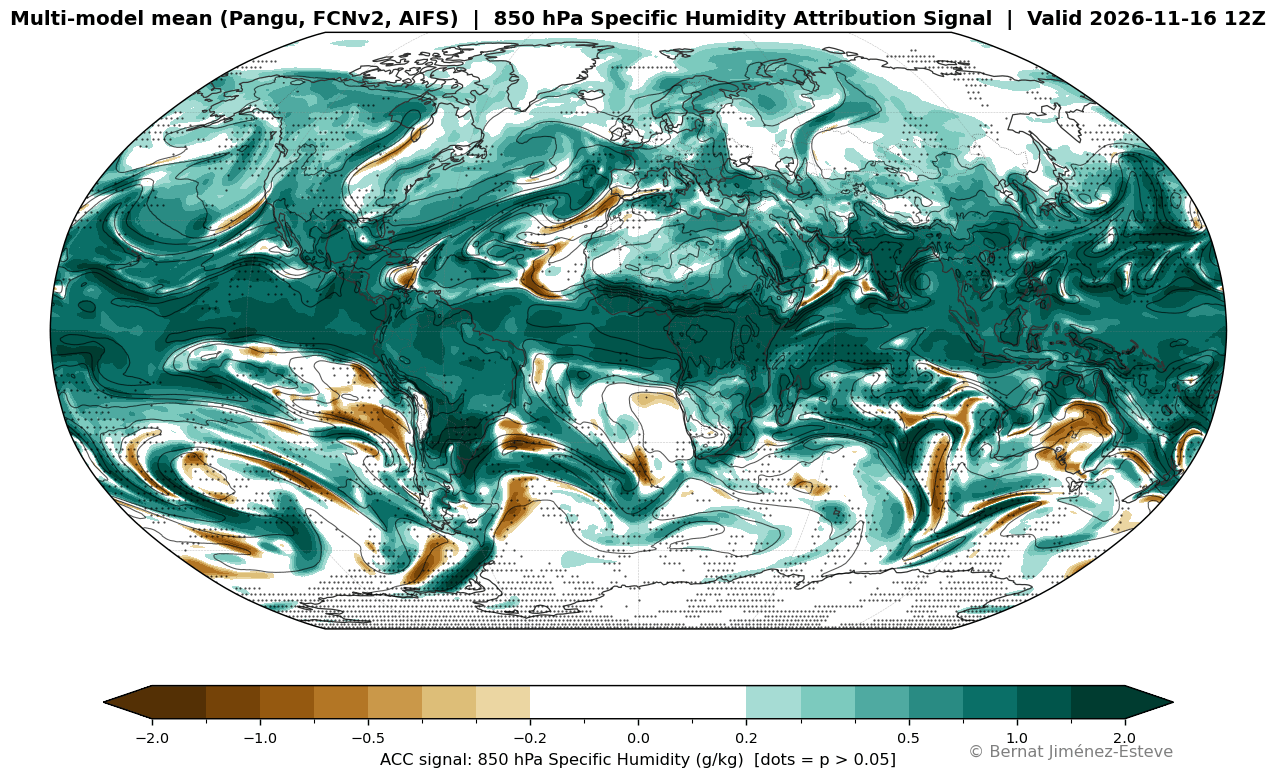 Multi-model mean (Pangu, FCNv2, AIFS)  |  850 hPa Specific Humidity Attribution Signal  |  Valid 2026-11-16 12Z
−2.0 −1.0 −0.5 −0.2 0.0 0.2 0.5 1.0 2.0
ACC signal: 850 hPa Specific Humidity (g/kg)  [dots = p > 0.05]
© Bernat Jiménez-Esteve